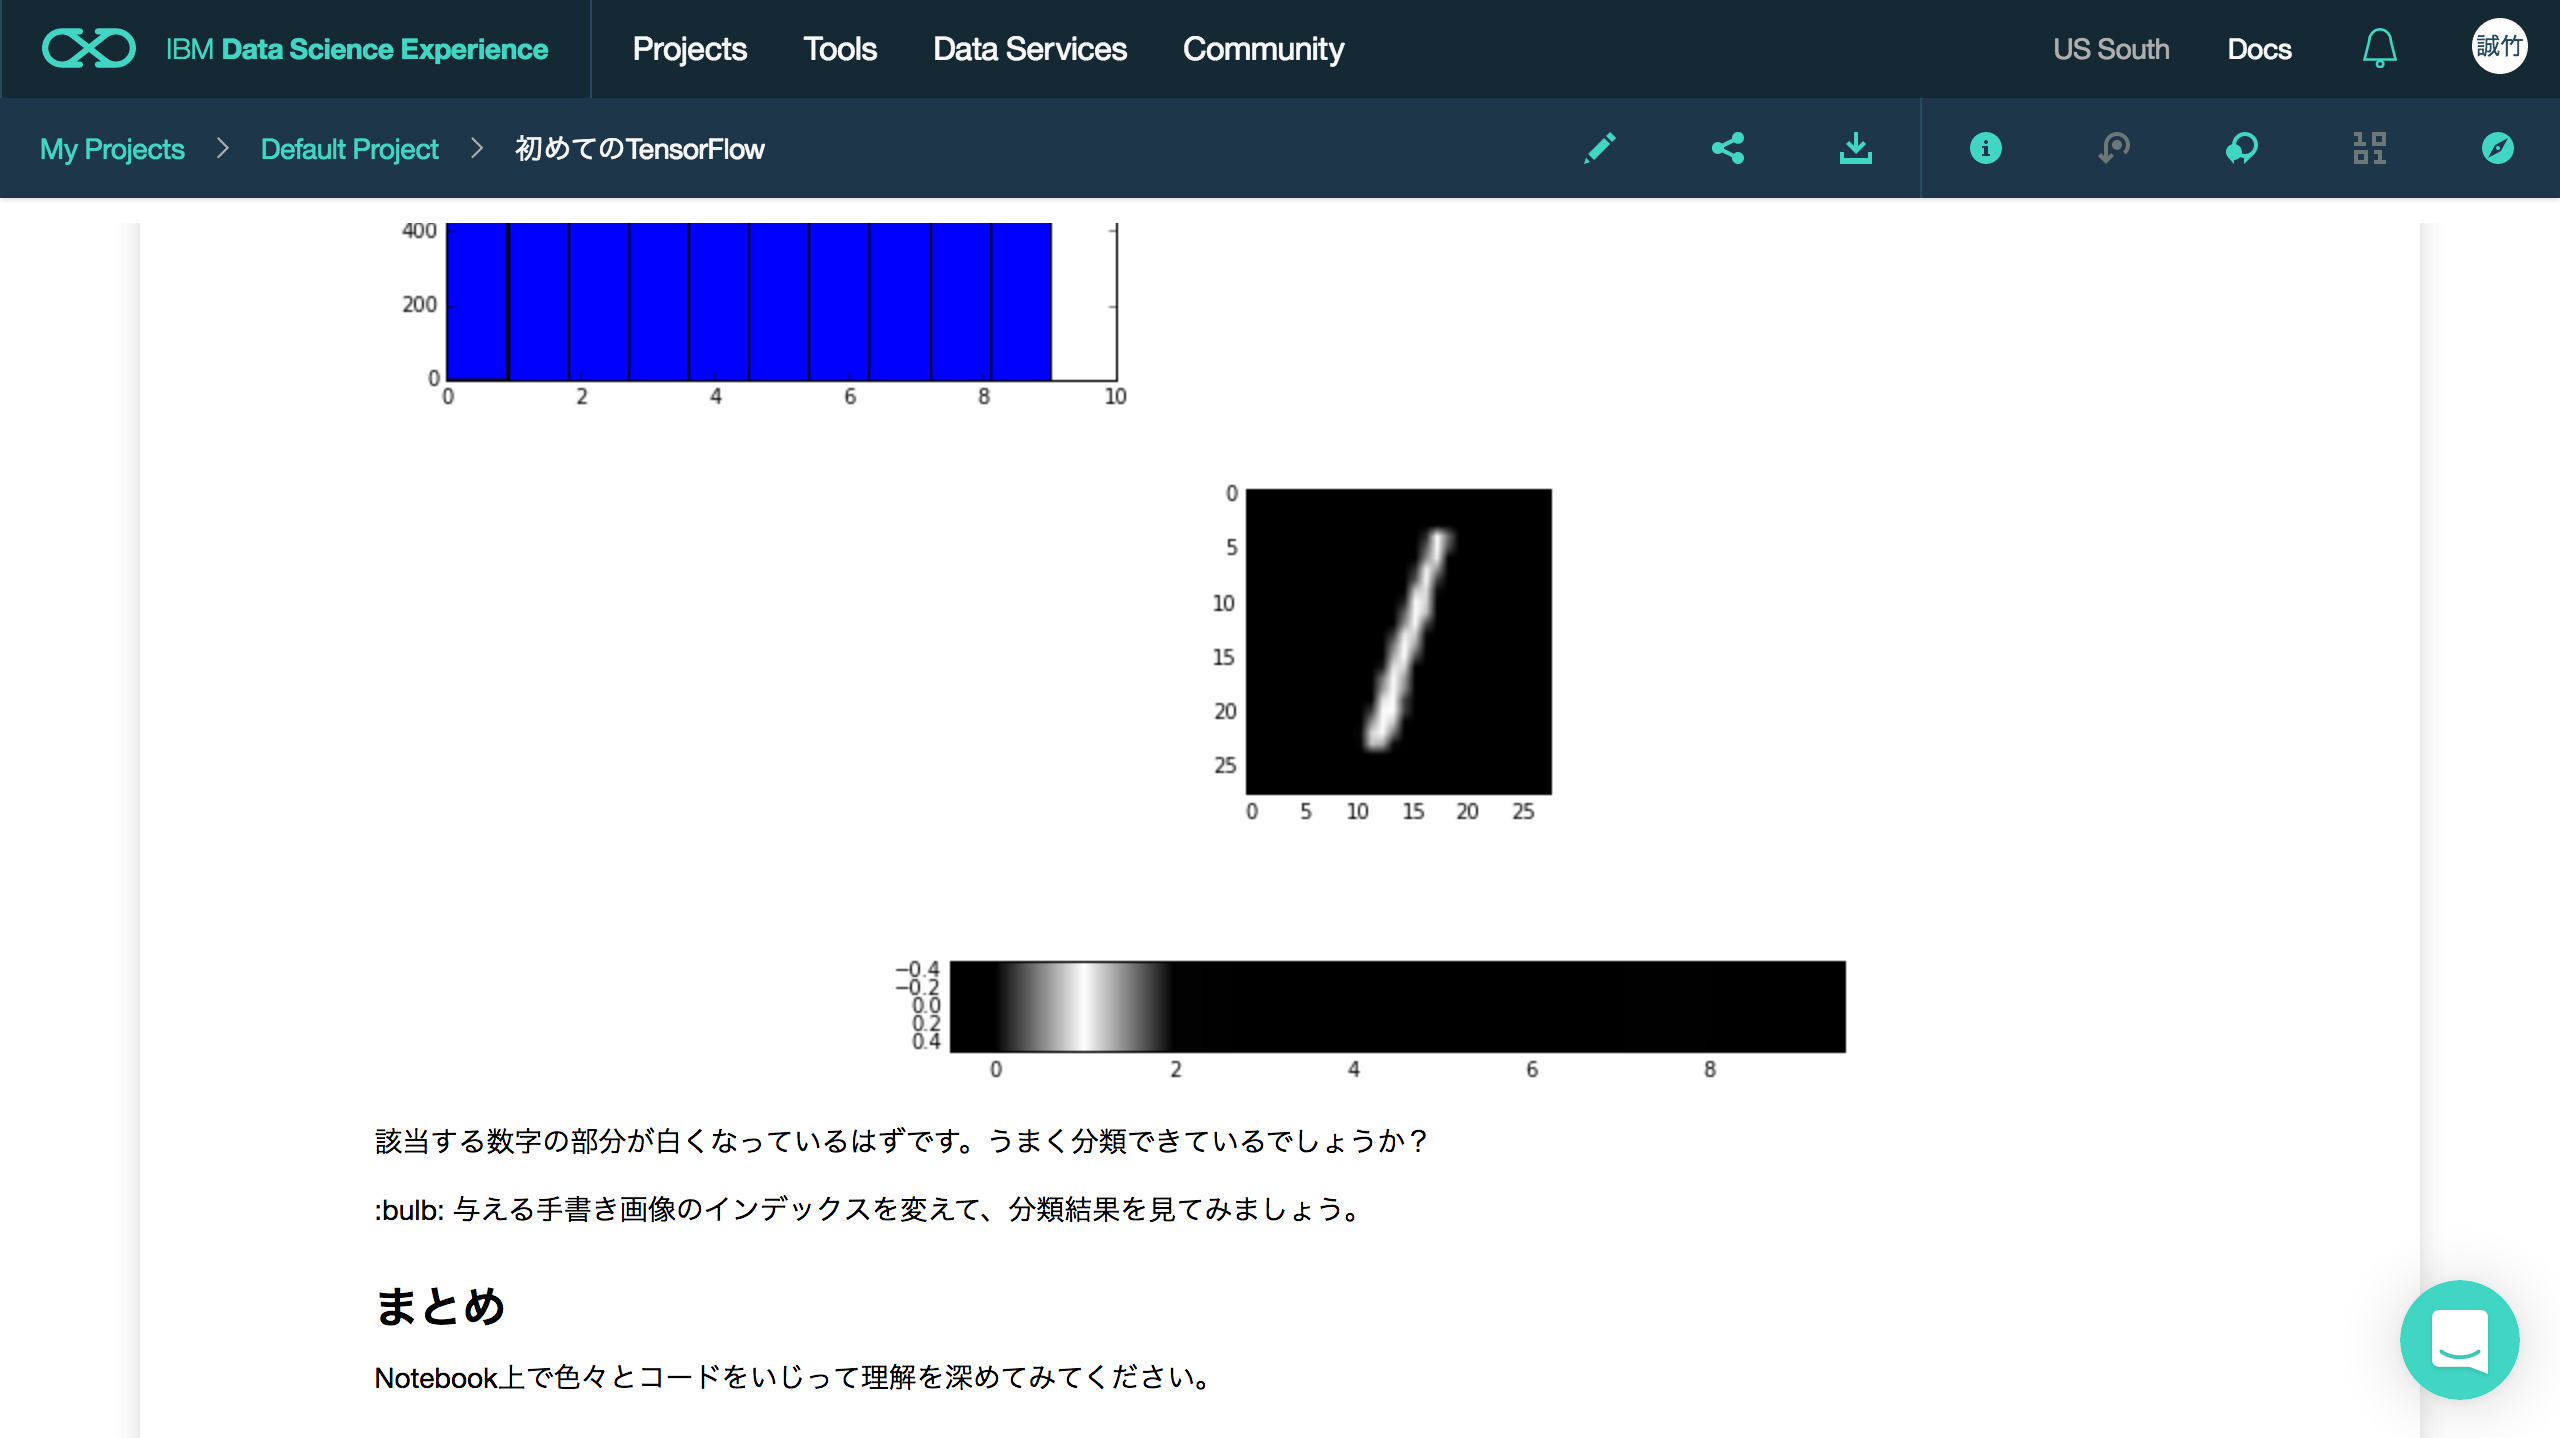 IBM Data Science Experience
Projects
Tools
Data Services
Community
US South
Docs
誠竹
My Projects
Default Project
初めてのTensorFlow
400
200
0
0 2 4 6 8 10
0
5
10
15
20
25
0 5 10 15 20 25
−0.4
−0.2
0.0
0.2
0.4
0 2 4 6 8
該当する数字の部分が白くなっているはずです。うまく分類できているでしょうか？
:bulb: 与える手書き画像のインデックスを変えて、分類結果を見てみましょう。
まとめ
Notebook上で色々とコードをいじって理解を深めてみてください。